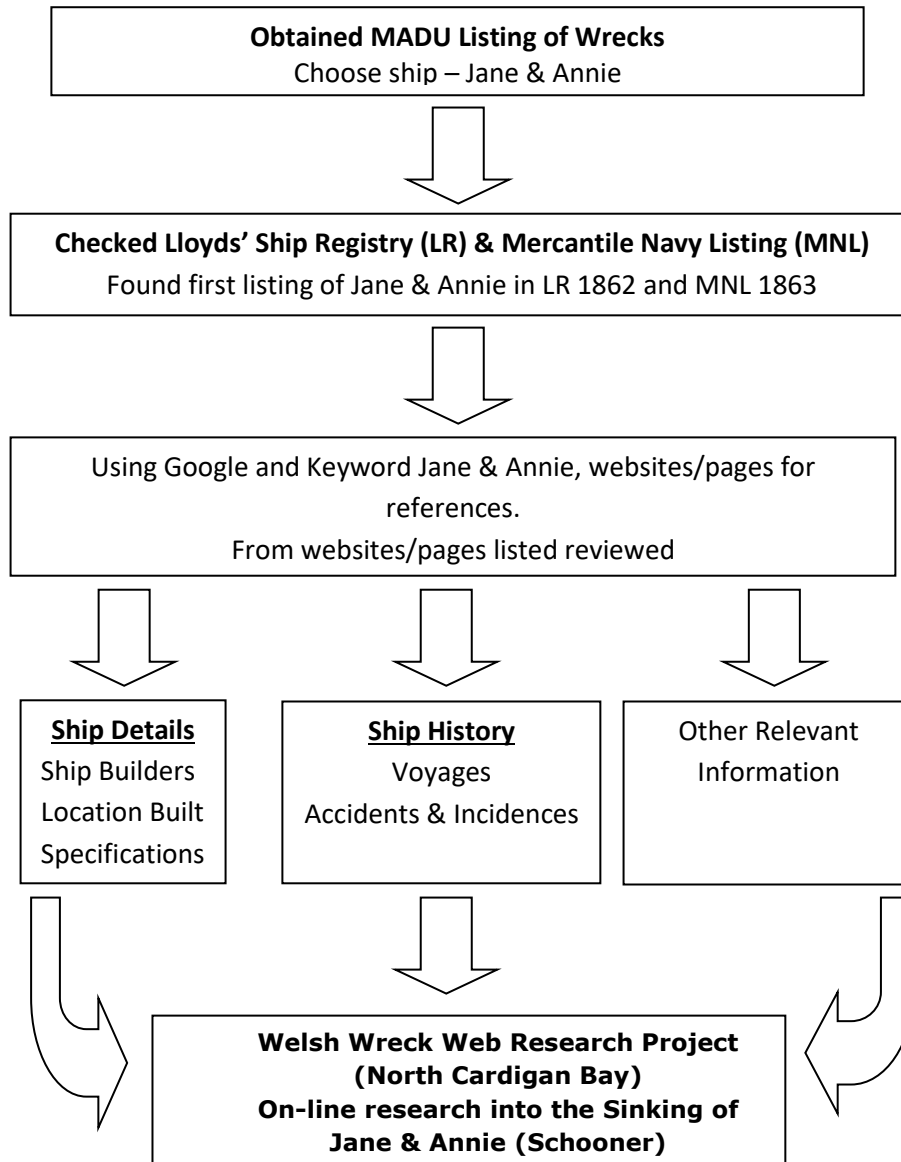 Obtained MADU Listing of Wrecks
Choose ship – Jane & Annie
Checked Lloyds’ Ship Registry (LR) & Mercantile Navy Listing (MNL)
Found first listing of Jane & Annie in LR 1862 and MNL 1863
Using Google and Keyword Jane & Annie, websites/pages for
references.
From websites/pages listed reviewed
Ship Details
Ship Builders
Location Built
Specifications
Ship History
Voyages
Accidents & Incidences
Other Relevant
Information
Welsh Wreck Web Research Project
(North Cardigan Bay)
On-line research into the Sinking of
Jane & Annie (Schooner)